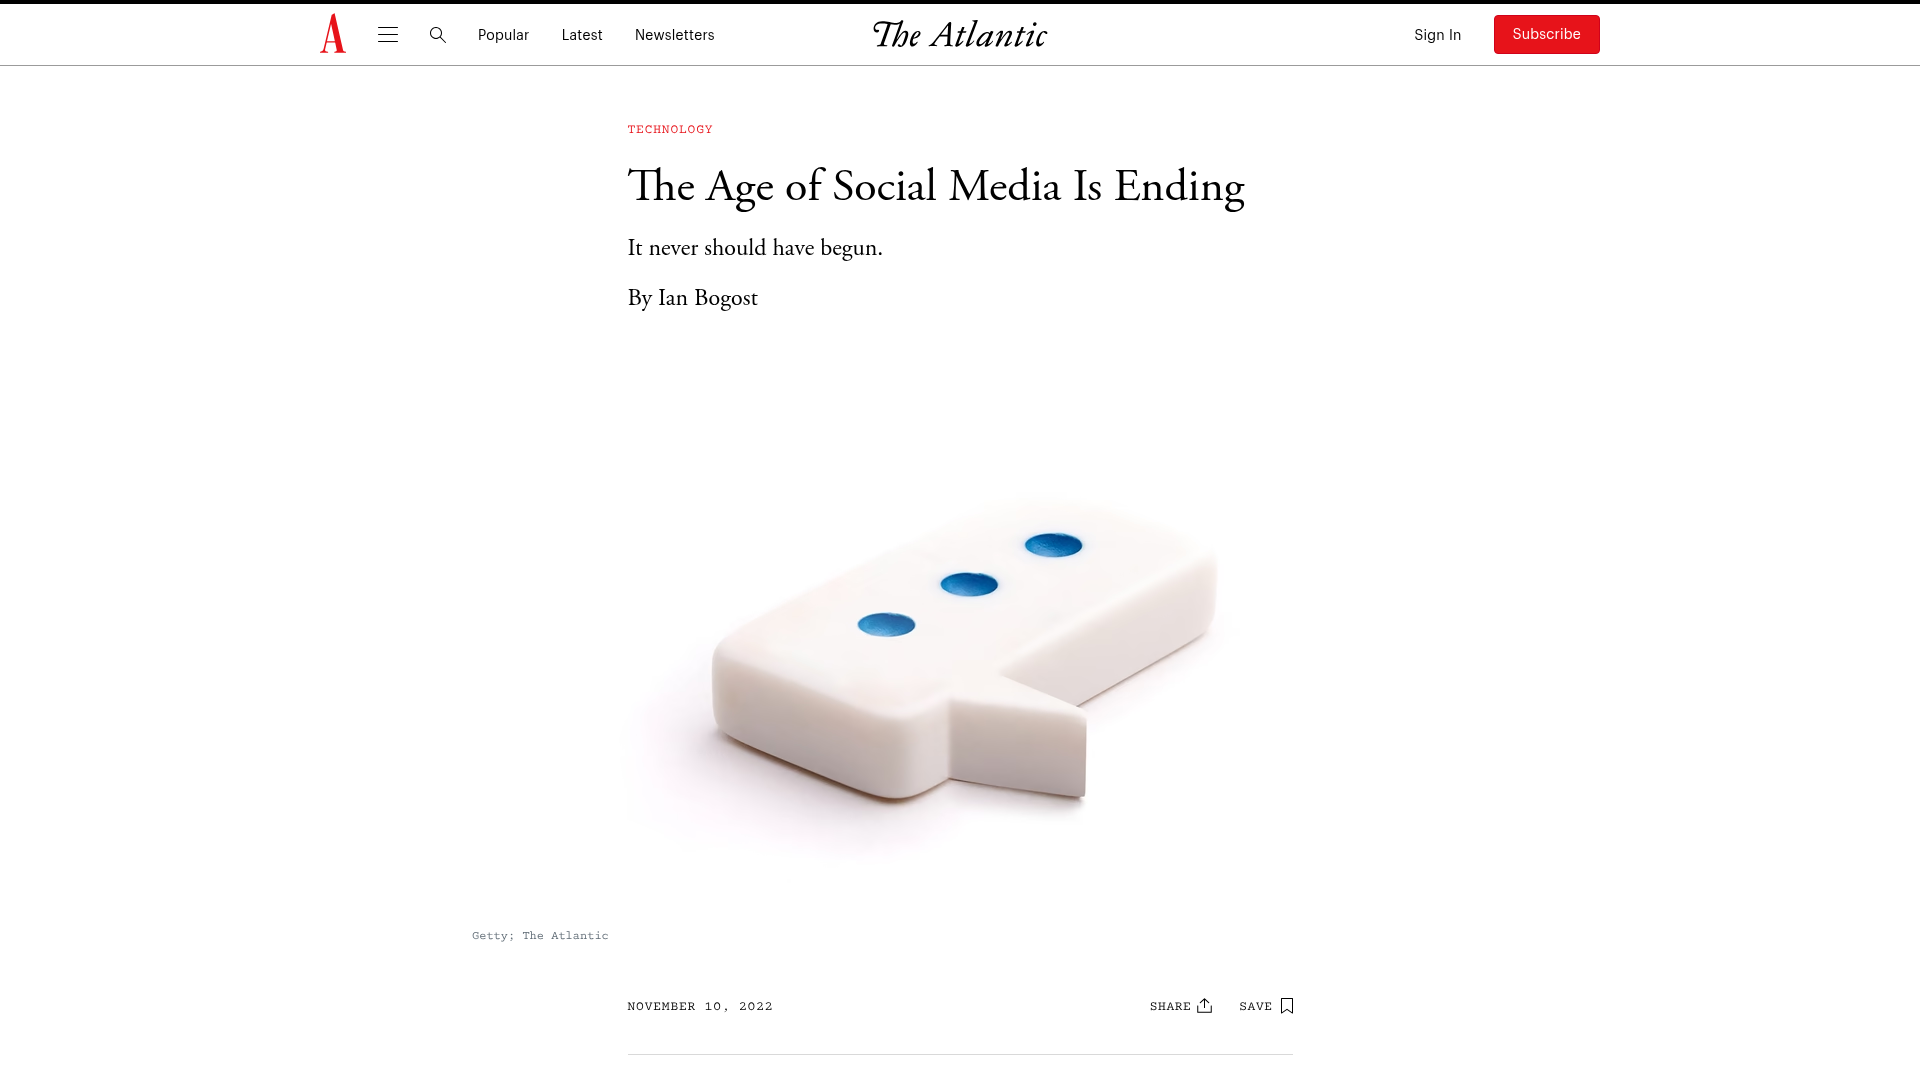 A
Popular
Latest
Newsletters
The Atlantic
Sign In
Subscribe
TECHNOLOGY
The Age of Social Media Is Ending
It never should have begun.
By Ian Bogost
Getty; The Atlantic
NOVEMBER 10, 2022
SHARE
SAVE